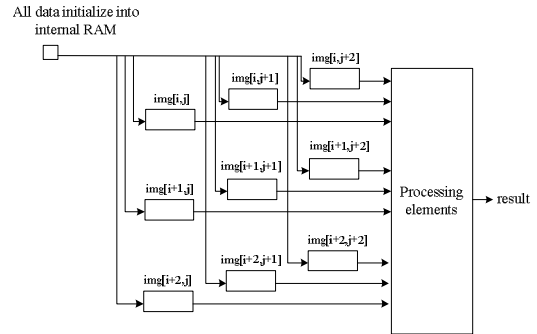 All data initialize into
internal RAM
img[i,j+2]
img[i,j+1]
img[i,j]
img[i+1,j+2]
img[i+1,j+1]
img[i+1,j]
Processing
elements
result
img[i+2,j+2]
img[i+2,j+1]
img[i+2,j]